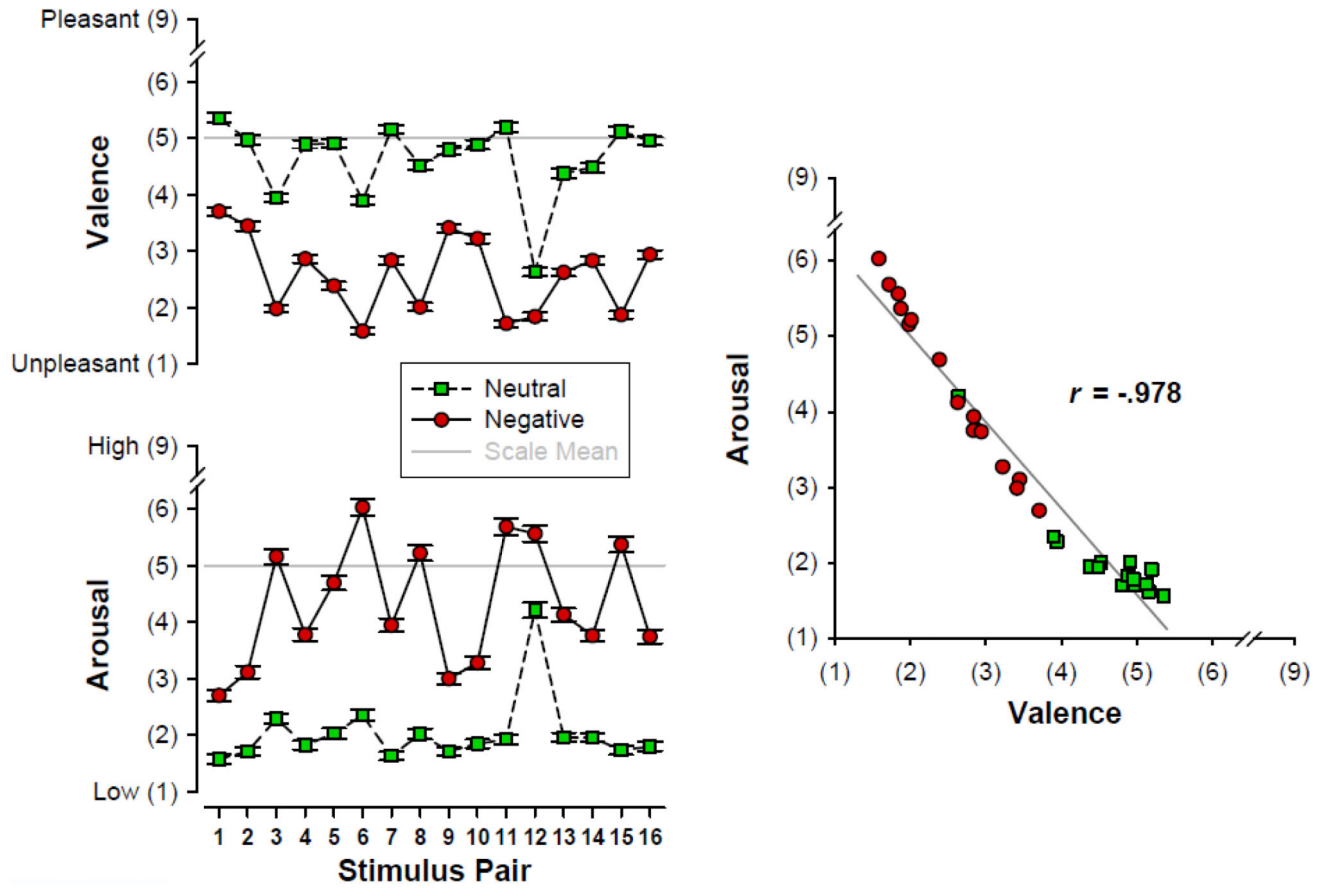 Pleasant (9)
(6)
(5)
(4)
(3)
(2)
Unpleasant (1)
Valence
Neutral
Negative
Scale Mean
High (9)
(6)
(5)
(4)
(3)
(2)
Low (1)
Arousal
1 2 3 4 5 6 7 8 9 10 11 12 13 14 15 16
Stimulus Pair
(9)
(6)
(5)
(4)
(3)
(2)
(1)
Arousal
r = -.978
(1) (2) (3) (4) (5) (6) (9)
Valence